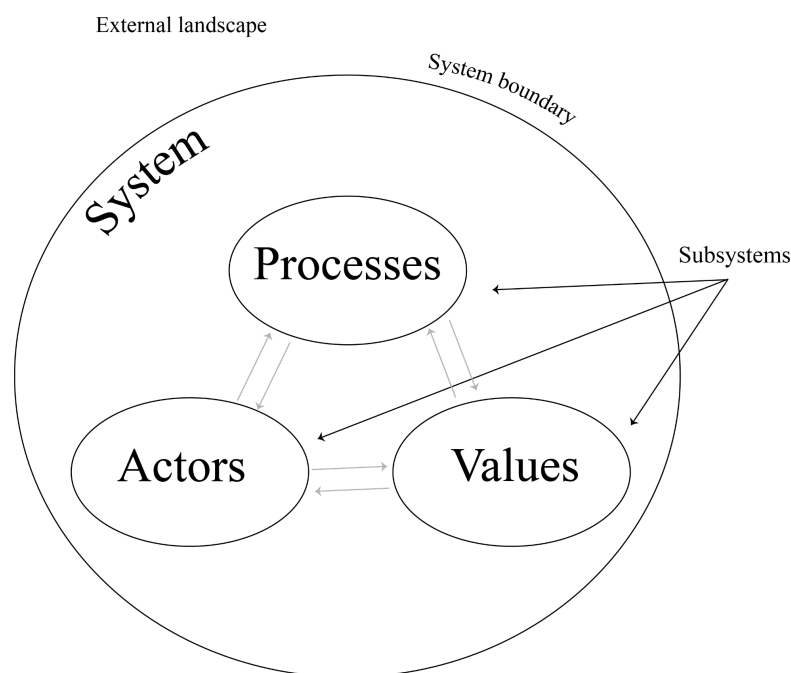 External landscape
System boundary
System
Subsystems
Processes
Actors
Values